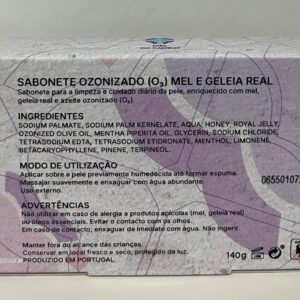 SABONETE OZONIZADO (O₃) MEL E GELEIA REAL
Sabonete para a limpeza e cuidado diário da pele, enriquecido com mel,
geleia real e azeite ozonizado (O₃).
INGREDIENTES
SODIUM PALMATE, SODIUM PALM KERNELATE, AQUA, HONEY, ROYAL JELLY,
OZONIZED OLIVE OIL, MENTHA PIPERITA OIL, GLYCERIN, SODIUM CHLORIDE,
TETRASODIUM EDTA, TETRASODIUM ETIDRONATE, MENTHOL, LIMONENE,
BETACARYOPHYLLENE, PINENE, TERPINEOL.
MODO DE UTILIZAÇÃO
Aplicar sobre a pele previamente humedecida até formar espuma.
Massajar suavemente e enxaguar com água abundante.
Uso externo.
06550107
ADVERTÊNCIAS
Não utilizar em caso de alergia a produtos apícolas (mel, geleia real)
ou óleos essenciais. Evitar o contacto com os olhos.
Em caso de contacto, enxaguar de imediato com água.
Manter fora do alcance das crianças.
Conservar em local fresco e seco, protegido da luz.
PRODUZIDO EM PORTUGAL
140g